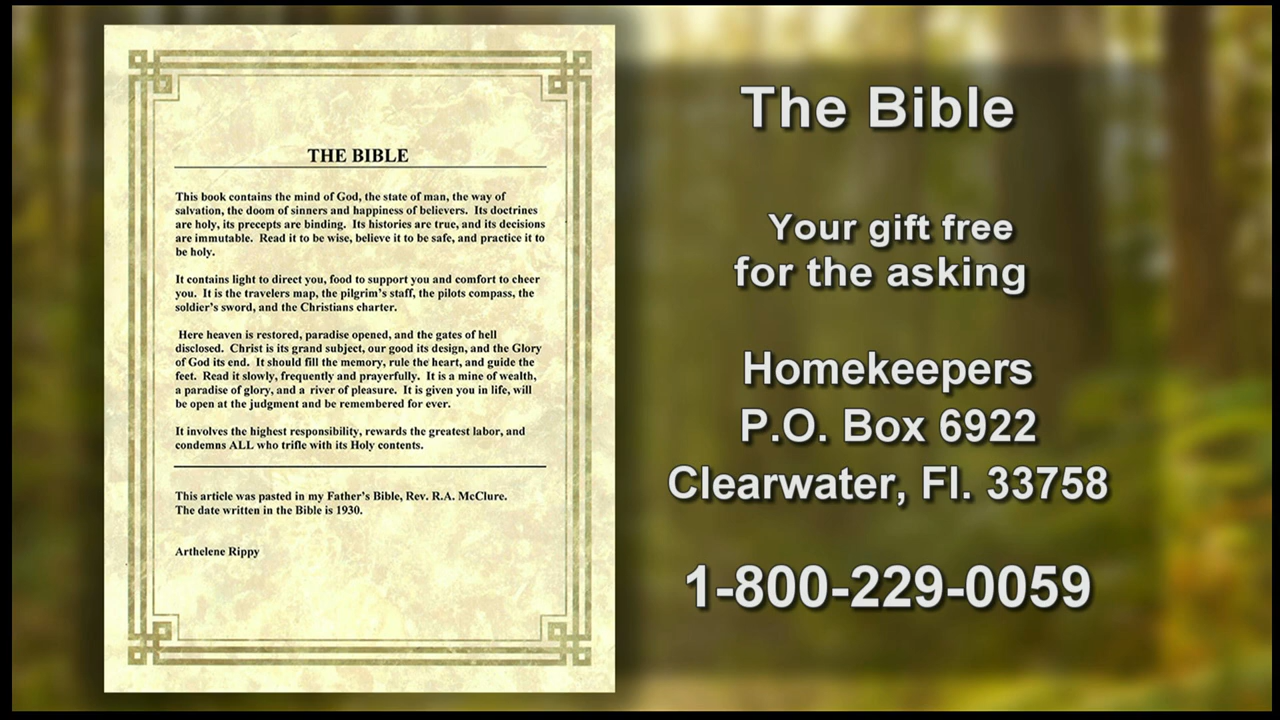 THE BIBLE
This book contains the mind of God, the state of man, the way of
salvation, the doom of sinners and happiness of believers. Its doctrines
are holy, its precepts are binding. Its histories are true, and its decisions
are immutable. Read it to be wise, believe it to be safe, and practice it to
be holy.
It contains light to direct you, food to support you and comfort to cheer
you. It is the travelers map, the pilgrim's staff, the pilots compass, the
soldier's sword, and the Christians charter.
Here heaven is restored, paradise opened, and the gates of hell
disclosed. Christ is its grand subject, our good its design, and the Glory
of God its end. It should fill the memory, rule the heart, and guide the
feet. Read it slowly, frequently and prayerfully. It is a mine of wealth,
a paradise of glory, and a river of pleasure. It is given you in life, will
be open at the judgment and be remembered for ever.
It involves the highest responsibility, rewards the greatest labor, and
condemns ALL who trifle with its Holy contents.
This article was pasted in my Father's Bible, Rev. R.A. McClure.
The date written in the Bible is 1930.
Arthelene Rippy
The Bible
Your gift free
for the asking
Homekeepers
P.O. Box 6922
Clearwater, Fl. 33758
1-800-229-0059